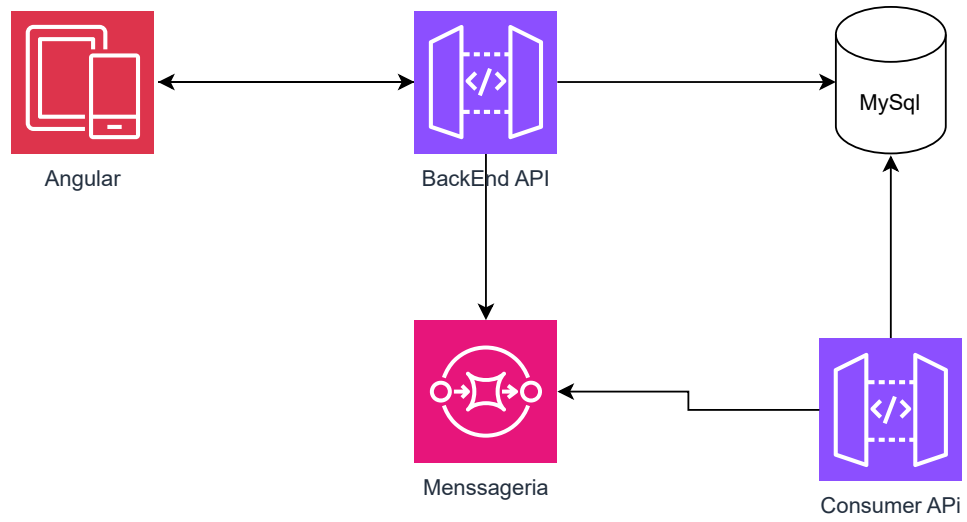 MySql
Angular
BackEnd API
Menssageria
Consumer APi